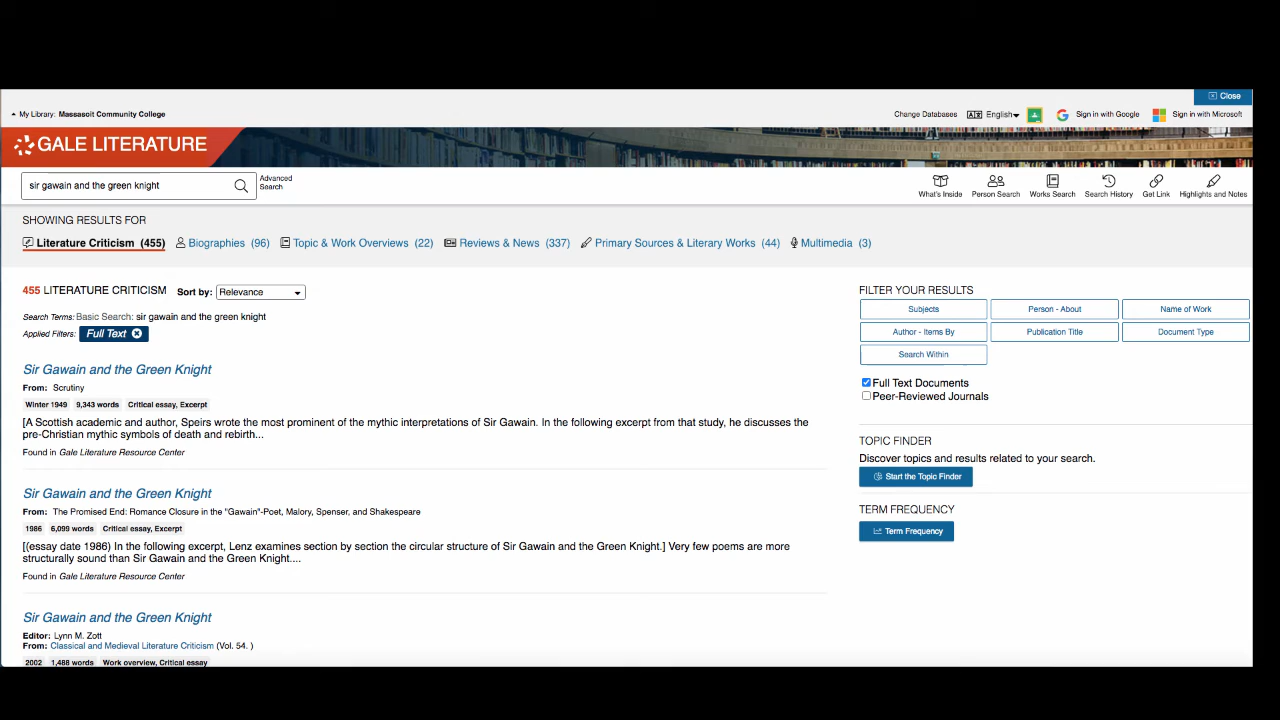 Close
My Library: Massasoit Community College
Change Databases English Sign in with Google Sign in with Microsoft
GALE LITERATURE
sir gawain and the green knight
Advanced
Search
What's Inside Person Search Works Search Search History Get Link Highlights and Notes
SHOWING RESULTS FOR
Literature Criticism (455) Biographies (96) Topic & Work Overviews (22) Reviews & News (337) Primary Sources & Literary Works (44) Multimedia (3)
455 LITERATURE CRITICISM Sort by: Relevance
Search Terms: Basic Search: sir gawain and the green knight
Applied Filters: Full Text
Sir Gawain and the Green Knight
From: Scrutiny
Winter 1949 9,343 words Critical essay, Excerpt
[A Scottish academic and author, Speirs wrote the most prominent of the mythic interpretations of Sir Gawain. In the following excerpt from that study, he discusses the
pre-Christian mythic symbols of death and rebirth...
Found in Gale Literature Resource Center
Sir Gawain and the Green Knight
From: The Promised End: Romance Closure in the "Gawain"-Poet, Malory, Spenser, and Shakespeare
1986 6,099 words Critical essay, Excerpt
[(essay date 1986) In the following excerpt, Lenz examines section by section the circular structure of Sir Gawain and the Green Knight.] Very few poems are more
structurally sound than Sir Gawain and the Green Knight....
Found in Gale Literature Resource Center
Sir Gawain and the Green Knight
Editor: Lynn M. Zott
From: Classical and Medieval Literature Criticism (Vol. 54. )
2002 1,488 words Work overview, Critical essay
FILTER YOUR RESULTS
Subjects Person - About Name of Work
Author - Items By Publication Title Document Type
Search Within
Full Text Documents
Peer-Reviewed Journals
TOPIC FINDER
Discover topics and results related to your search.
Start the Topic Finder
TERM FREQUENCY
Term Frequency